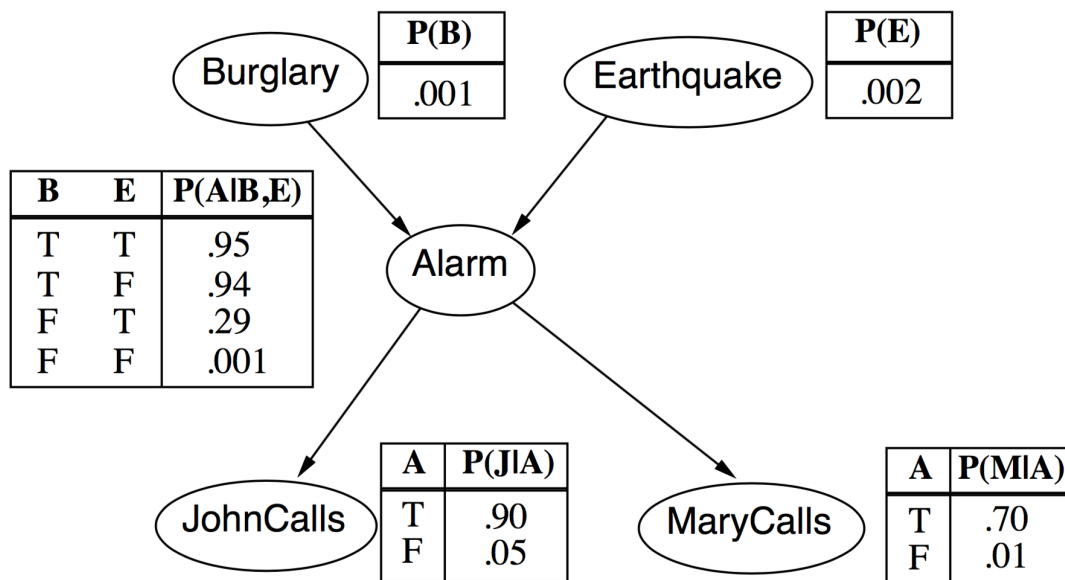 Burglary
P(B)
.001
Earthquake
P(E)
.002
B E P(A|B,E)
T T .95
T F .94
F T .29
F F .001
Alarm
JohnCalls
A P(J|A)
T .90
F .05
MaryCalls
A P(M|A)
T .70
F .01